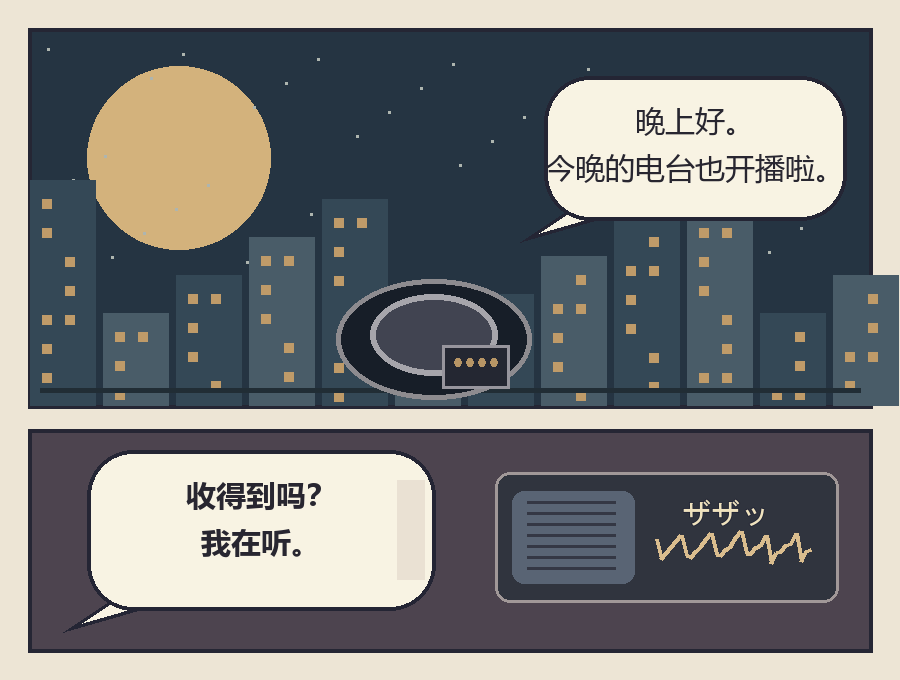 晚上好。
今晚的电台也开播啦。
收得到吗？
我在听。
ザザッ